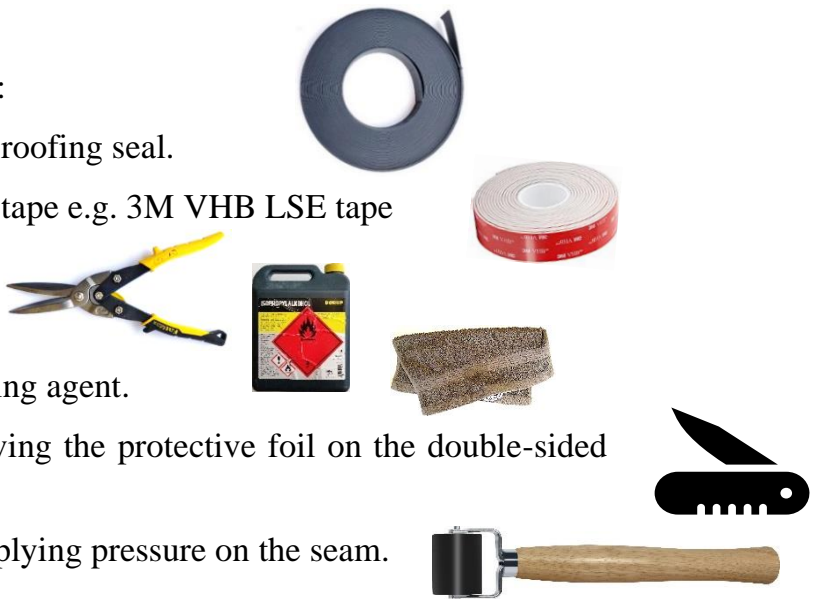 :
roofing seal.
tape e.g. 3M VHB LSE tape
ISOPROPYLALKOHOL
ing agent.
ving the protective foil on the double-sided
plying pressure on the seam.